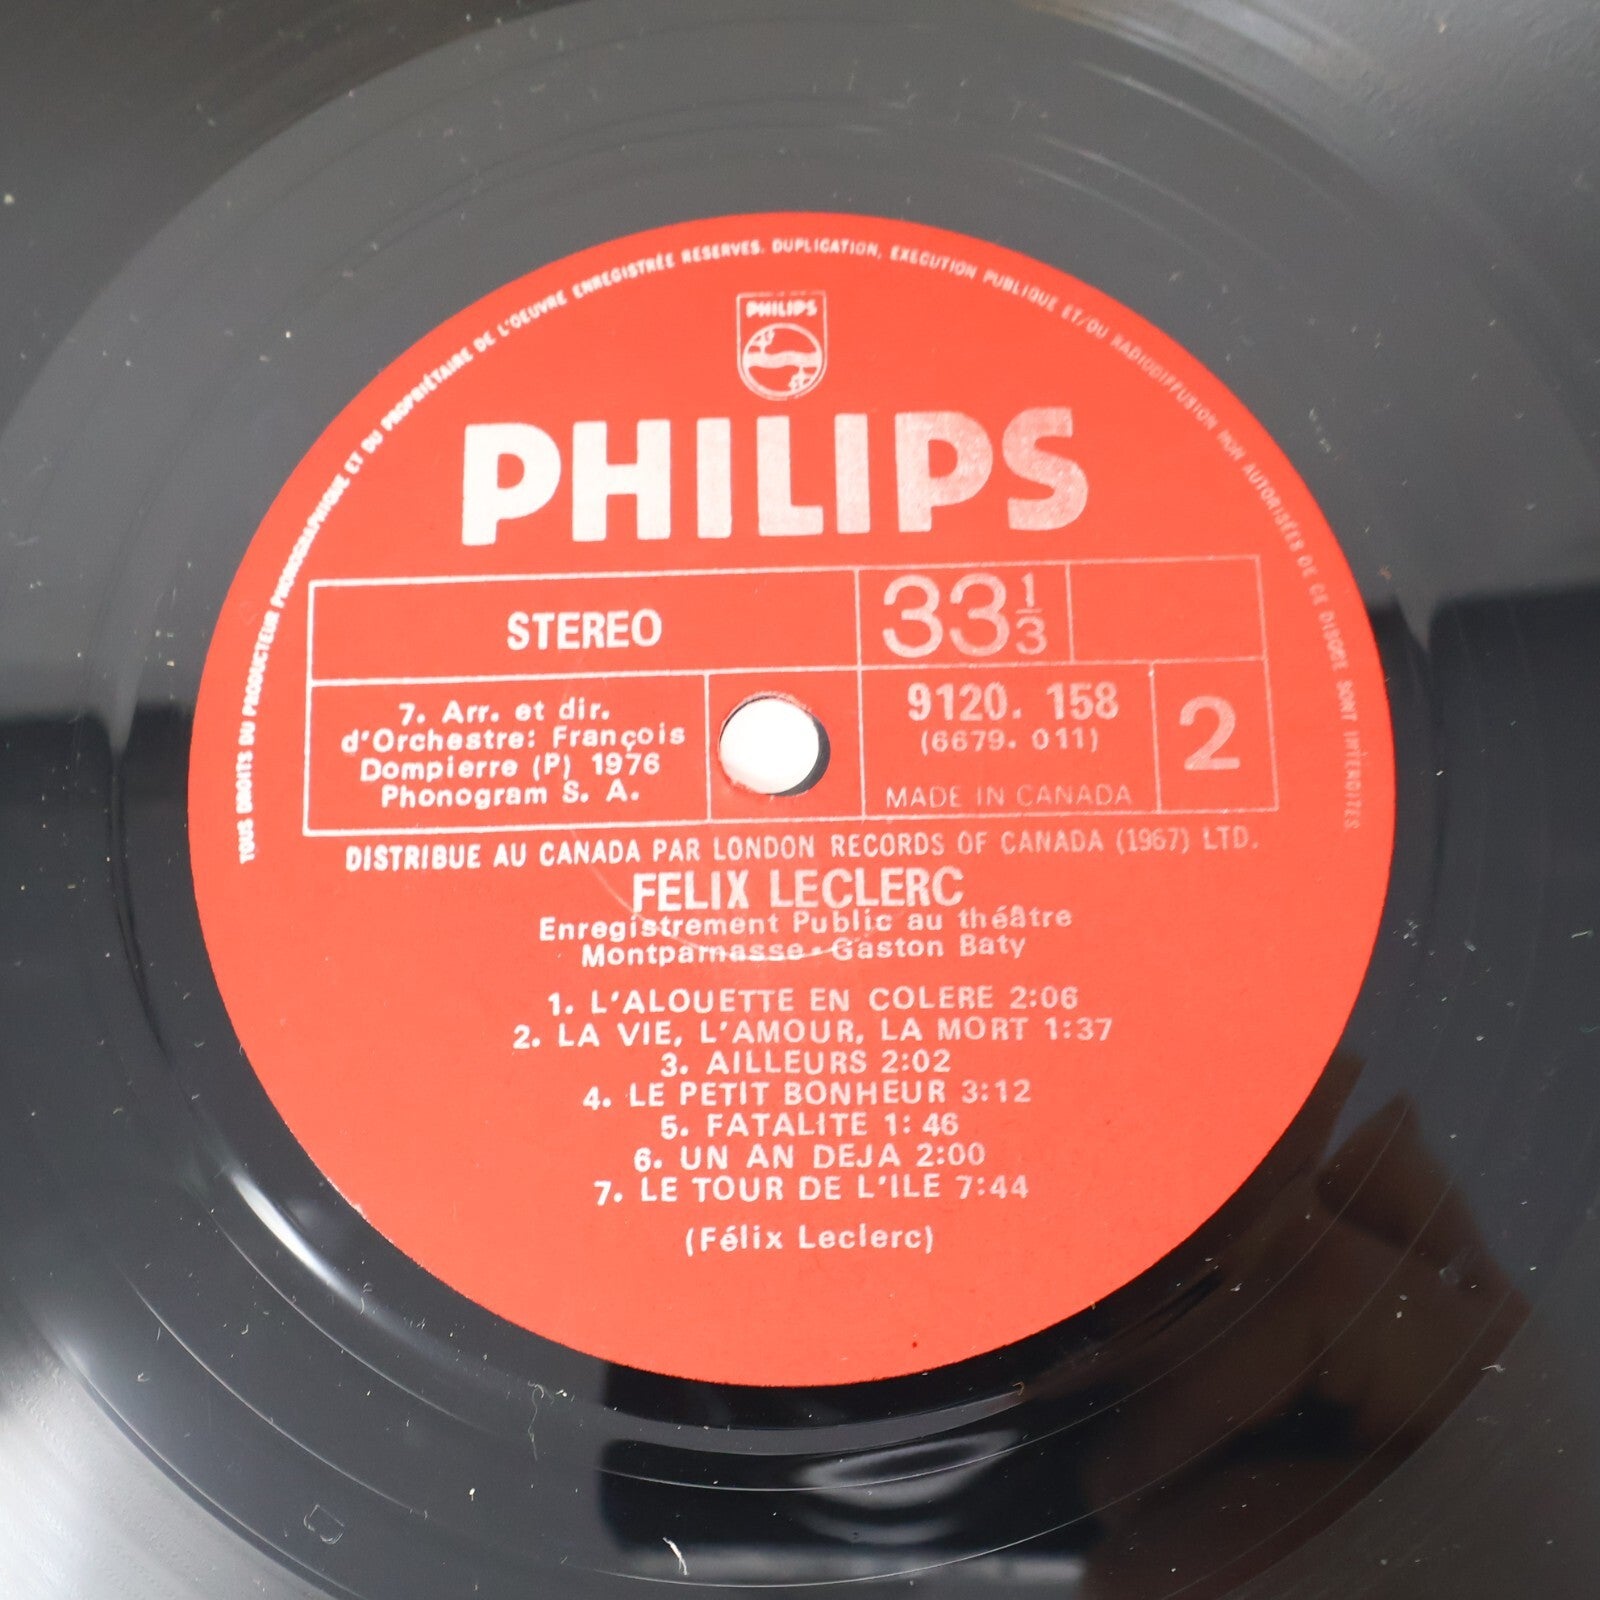 TOUS DROITS DU PRODUCTEUR PHONOGRAPHIQUE ET DU PROPRIÉTAIRE DE L'OEUVRE ENREGISTRÉE RESERVES. DUPLICATION, EXECUTION PUBLIQUE ET/OU RADIODIFFUSION NON AUTORISÉES DE CE DISQUE SONT INTERDITES.
PHILIPS
PHILIPS
STEREO
33 1/3
7. Arr. et dir.
d'Orchestre: François
Dompierre (P) 1976
Phonogram S. A.
9120. 158
(6679. 011)
MADE IN CANADA
2
DISTRIBUE AU CANADA PAR LONDON RECORDS OF CANADA (1967) LTD.
FELIX LECLERC
Enregistrement Public au théâtre
Montparnasse-Gaston Baty
1. L'ALOUETTE EN COLERE 2:06
2. LA VIE, L'AMOUR, LA MORT 1:37
3. AILLEURS 2:02
4. LE PETIT BONHEUR 3:12
5. FATALITE 1: 46
6. UN AN DEJA 2:00
7. LE TOUR DE L'ILE 7:44
(Félix Leclerc)